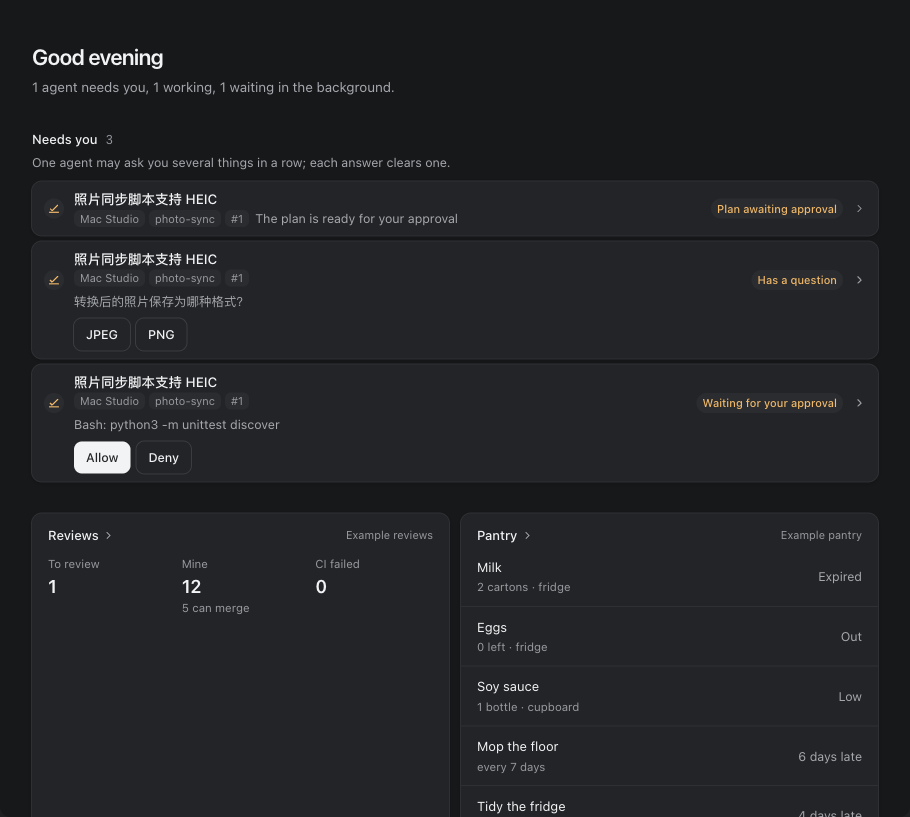 Good evening
1 agent needs you, 1 working, 1 waiting in the background.
Needs you 3
One agent may ask you several things in a row; each answer clears one.
照片同步脚本支持 HEIC
Mac Studio photo-sync #1 The plan is ready for your approval
Plan awaiting approval
照片同步脚本支持 HEIC
Mac Studio photo-sync #1
Has a question
转换后的照片保存为哪种格式?
JPEG PNG
照片同步脚本支持 HEIC
Mac Studio photo-sync #1
Waiting for your approval
Bash: python3 -m unittest discover
Allow Deny
Reviews Example reviews
To review Mine CI failed
1 12 0
5 can merge
Pantry Example pantry
Milk
2 cartons · fridge
Expired
Eggs
0 left · fridge
Out
Soy sauce
1 bottle · cupboard
Low
Mop the floor
every 7 days
6 days late
Tidy the fridge
4 days late